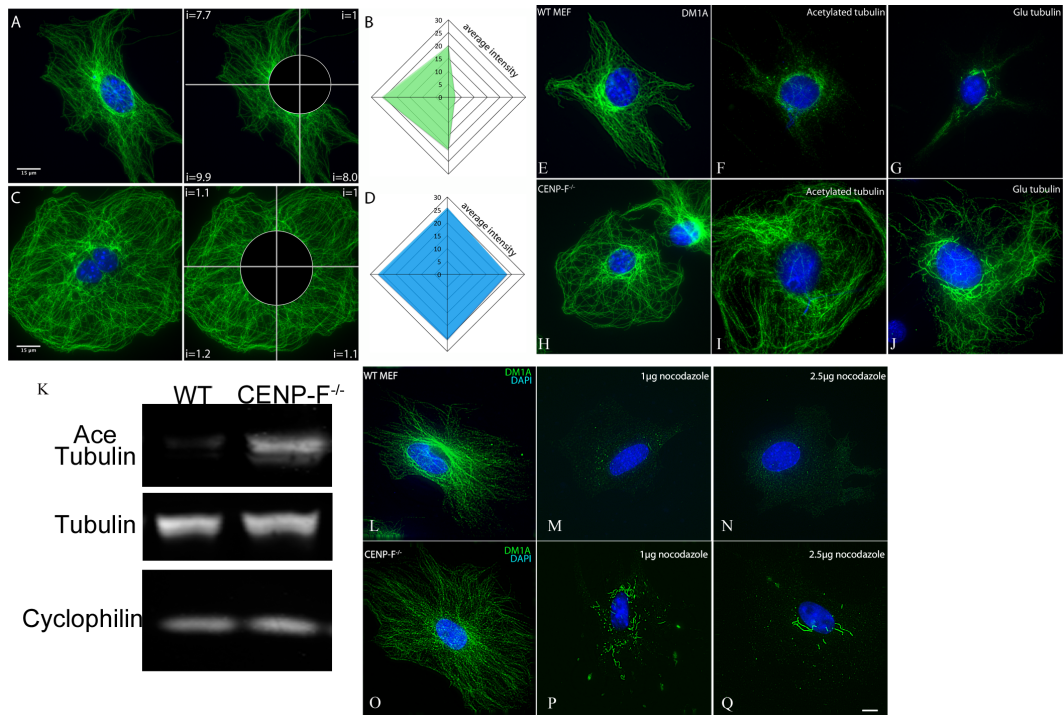 A
i=7.7
i=1
i=9.9
i=8.0
15 µm
B
30
25
20
15
10
5
0
average intensity
C
i=1.1
i=1
i=1.2
i=1.1
15 µm
D
30
25
20
15
10
5
0
average intensity
WT MEF
DM1A
E
Acetylated tubulin
F
Glu tubulin
G
CENP-F-/-
H
Acetylated tubulin
I
Glu tubulin
J
K
WT CENP-F-/-
Ace
Tubulin
Tubulin
Cyclophilin
WT MEF
DM1A
DAPI
L
1µg nocodazole
M
2.5µg nocodazole
N
CENP-F-/-
DM1A
DAPI
O
1µg nocodazole
P
2.5µg nocodazole
Q